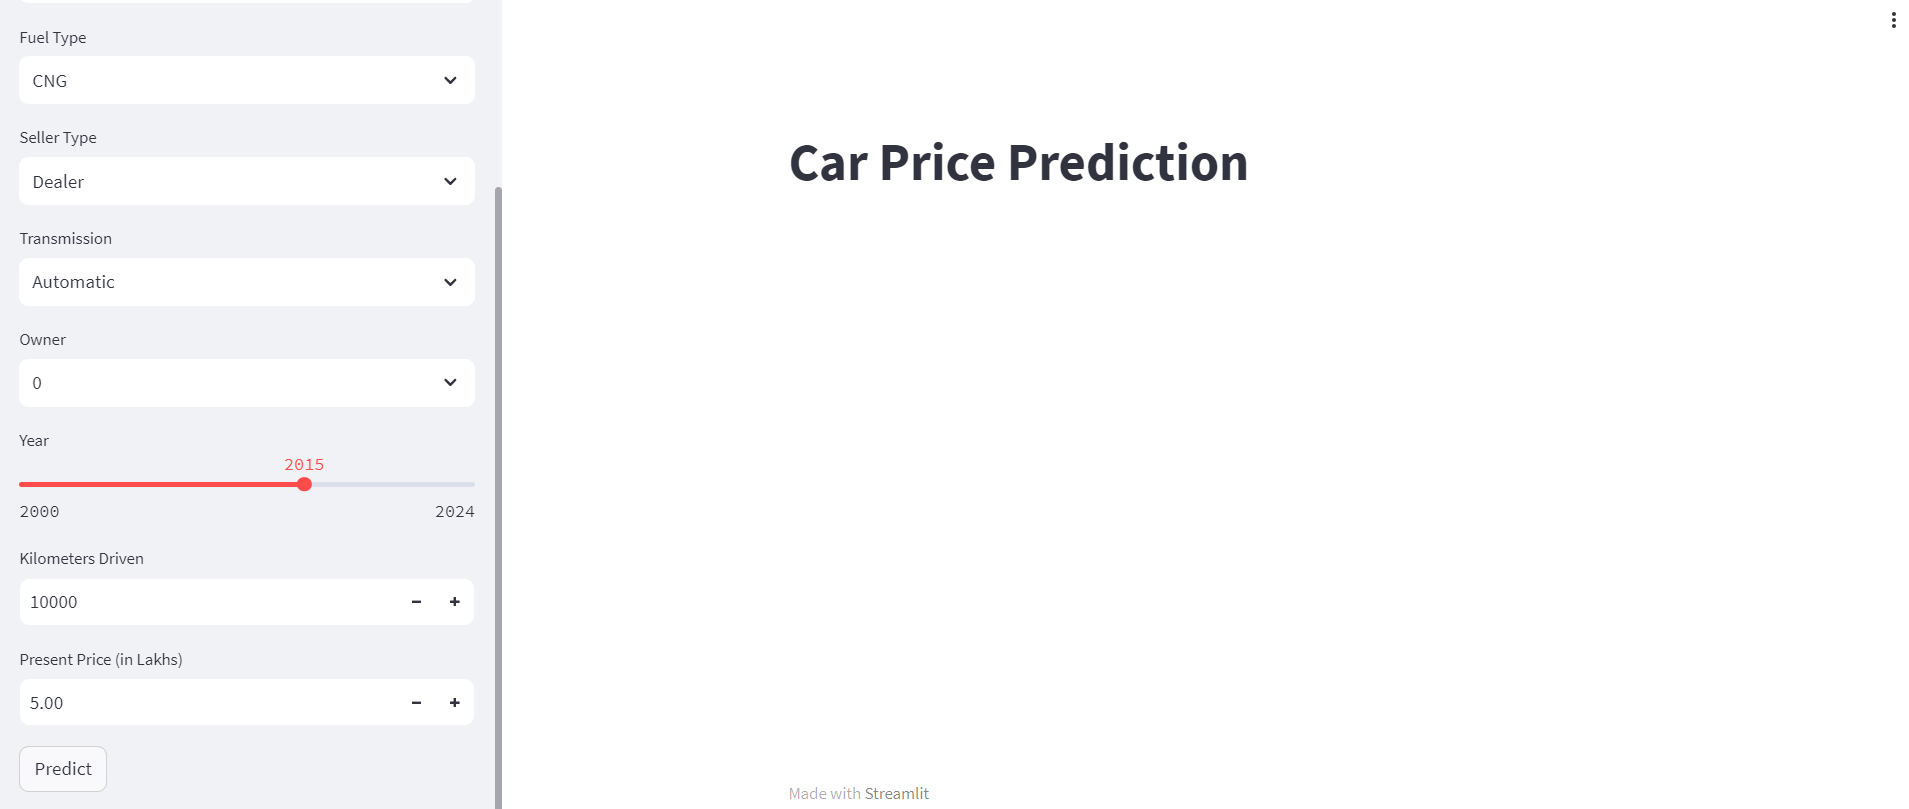 Fuel Type
CNG
Seller Type
Dealer
Transmission
Automatic
Owner
0
Year
2015
2000 2024
Kilometers Driven
10000
Present Price (in Lakhs)
5.00
Predict
Car Price Prediction
Made with Streamlit